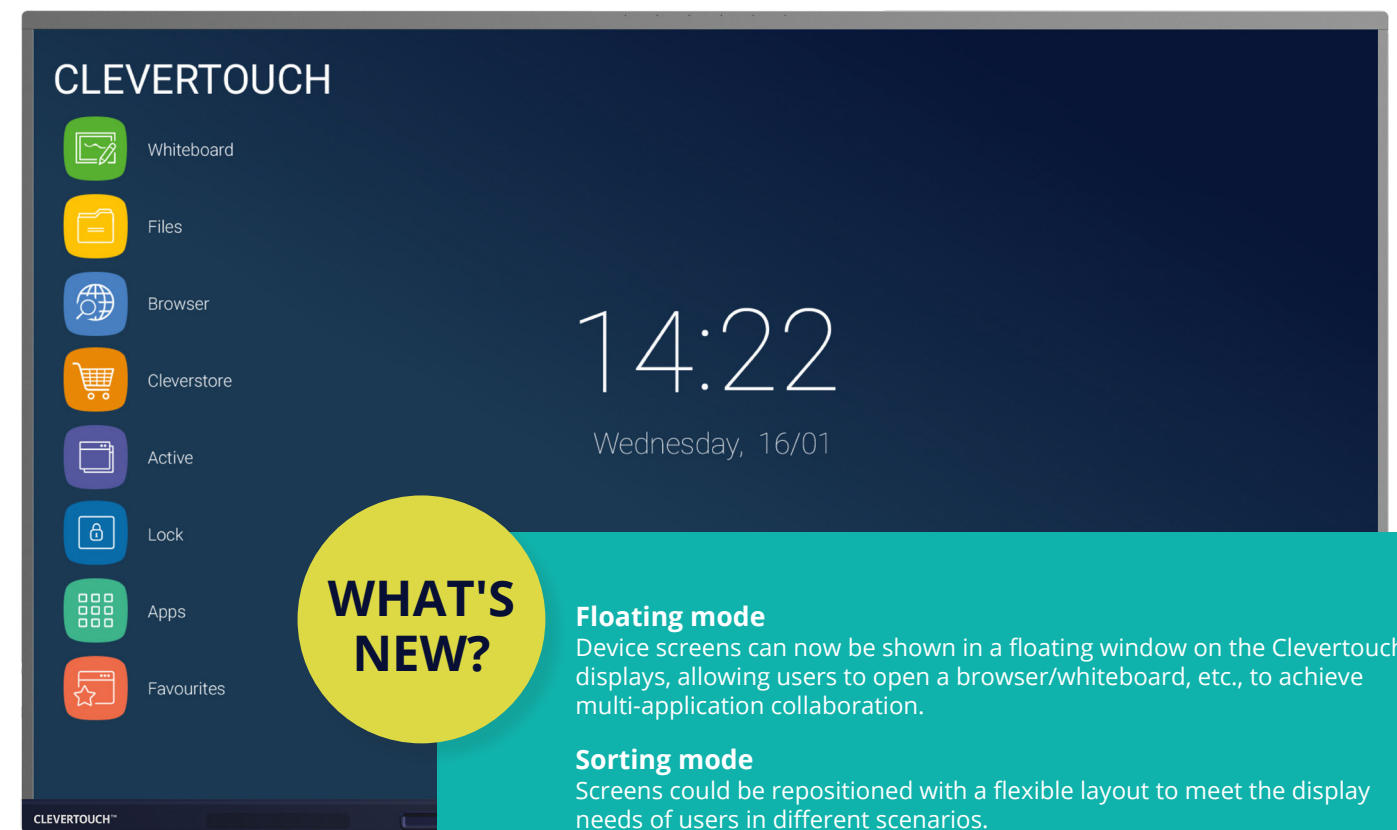 CLEVERTOUCH
Whiteboard
Files
Browser
Cleverstore
Active
Lock
Apps
Favourites
14:22
Wednesday, 16/01
WHAT'S
NEW?
Floating mode
Device screens can now be shown in a floating window on the Clevertouch
displays, allowing users to open a browser/whiteboard, etc., to achieve
multi-application collaboration.
Sorting mode
Screens could be repositioned with a flexible layout to meet the display
needs of users in different scenarios.
CLEVERTOUCH™